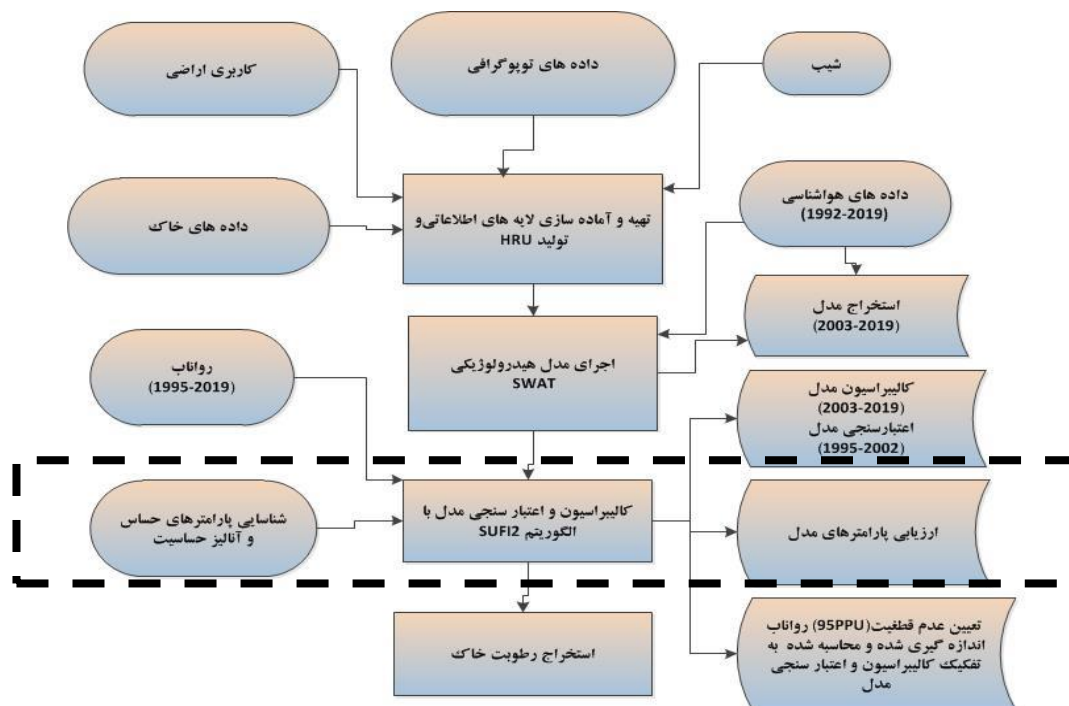 کاربری اراضی
داده های توپوگرافی
شیب
داده های خاک
تهیه و آماده سازی لایه های اطلاعاتی و
تولید HRU
داده های هواشناسی
(1992-2019)
استخراج مدل
(2003-2019)
اجرای مدل هیدرولوژیکی
SWAT
رواناب
(1995-2019)
کالیبراسیون مدل
(2003-2019)
اعتبارسنجی مدل
(1995-2002)
شناسایی پارامترهای حساس
و آنالیز حساسیت
کالیبراسیون و اعتبار سنجی مدل با
الگوریتم SUFI2
ارزیابی پارامترهای مدل
استخراج رطوبت خاک
تعیین عدم قطغیت(95PPU) رواناب
اندازه گیری شده و محاسبه شده به
تفکیک کالیبراسیون و اعتبار سنجی
مدل